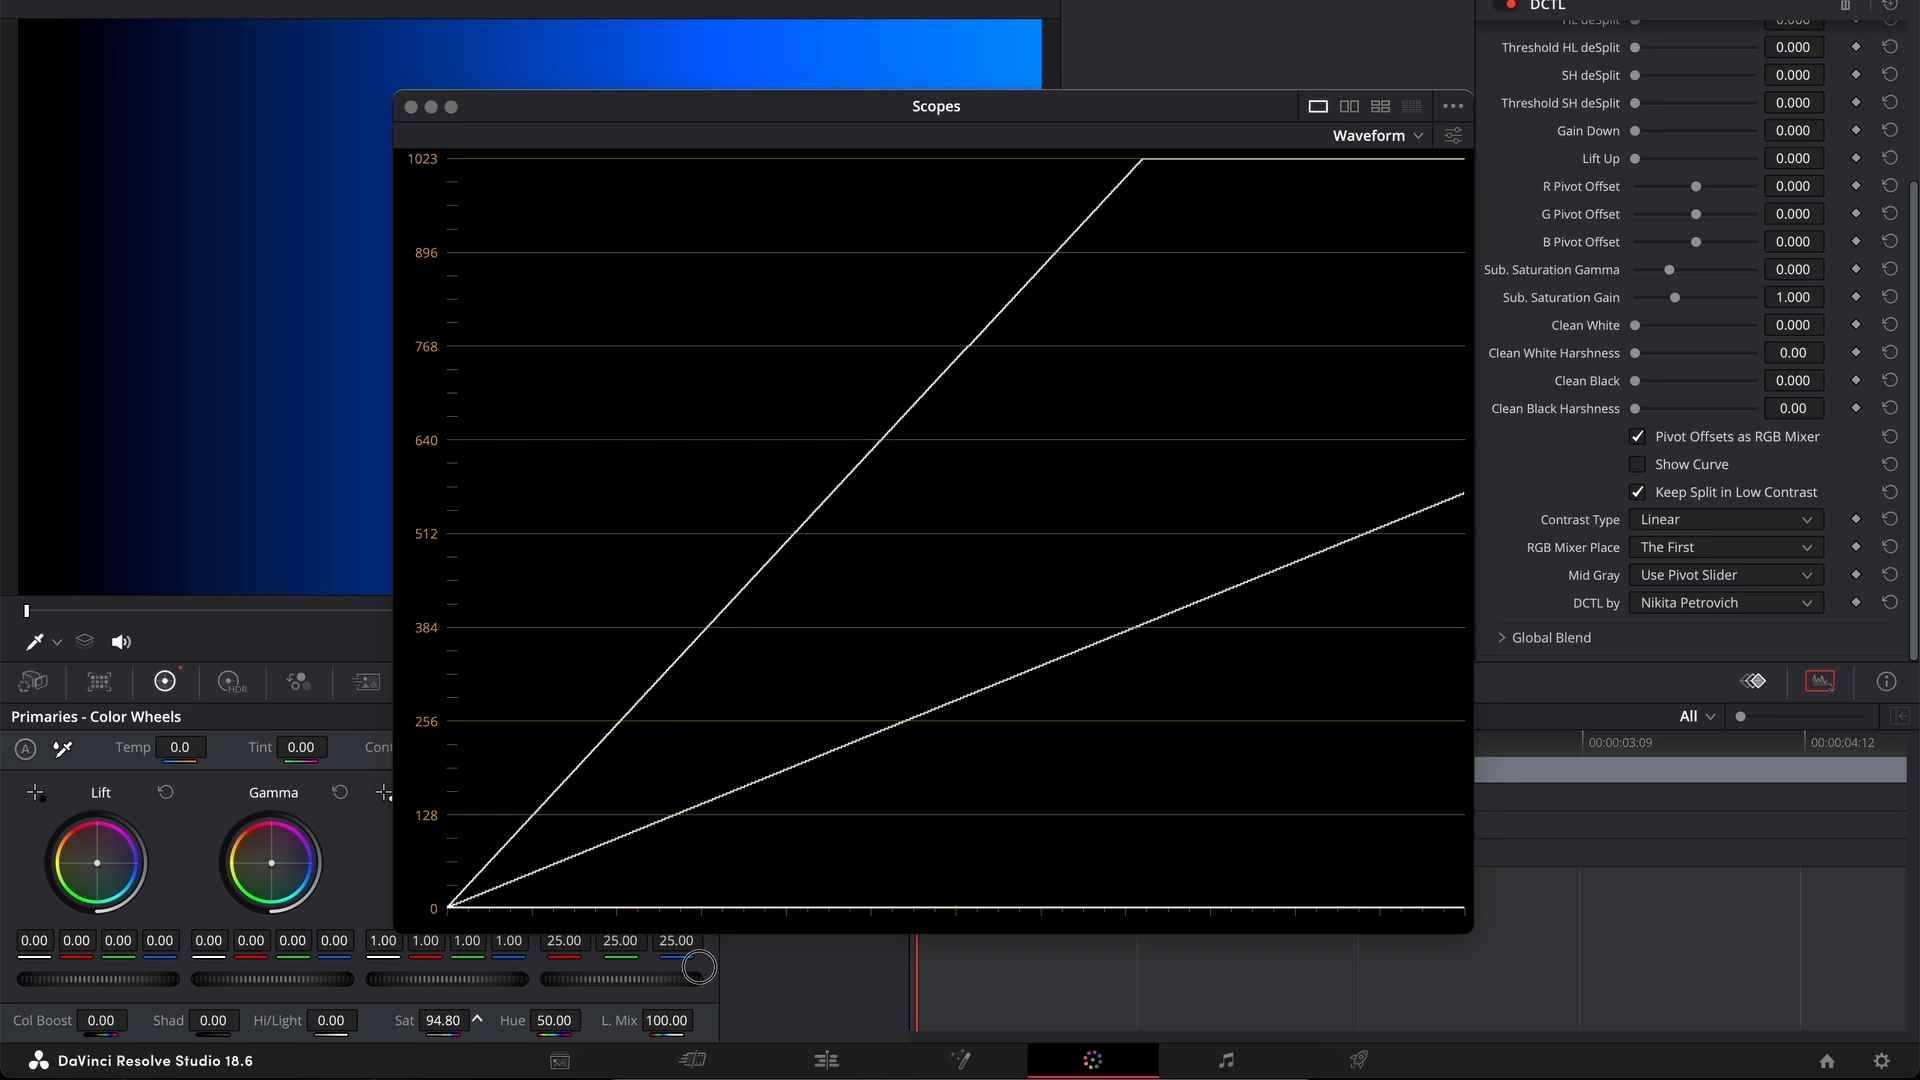 DCTL
HL deSplit 0.000
Threshold HL deSplit 0.000
SH deSplit 0.000
Threshold SH deSplit 0.000
Gain Down 0.000
Lift Up 0.000
R Pivot Offset 0.000
G Pivot Offset 0.000
B Pivot Offset 0.000
Sub. Saturation Gamma 0.000
Sub. Saturation Gain 1.000
Clean White 0.000
Clean White Harshness 0.00
Clean Black 0.000
Clean Black Harshness 0.00
Pivot Offsets as RGB Mixer
Show Curve
Keep Split in Low Contrast
Contrast Type Linear
RGB Mixer Place The First
Mid Gray Use Pivot Slider
DCTL by Nikita Petrovich
Global Blend
Scopes
Waveform
1023
896
768
640
512
384
256
128
0
HDR
Primaries - Color Wheels
A Temp 0.0 Tint 0.00 Cont
Lift Gamma
0.00 0.00 0.00 0.00 0.00 0.00 0.00 0.00 1.00 1.00 1.00 1.00 25.00 25.00 25.00
Col Boost 0.00 Shad 0.00 Hi/Light 0.00 Sat 94.80 Hue 50.00 L. Mix 100.00
All
00:00:03:09 00:00:04:12
DaVinci Resolve Studio 18.6